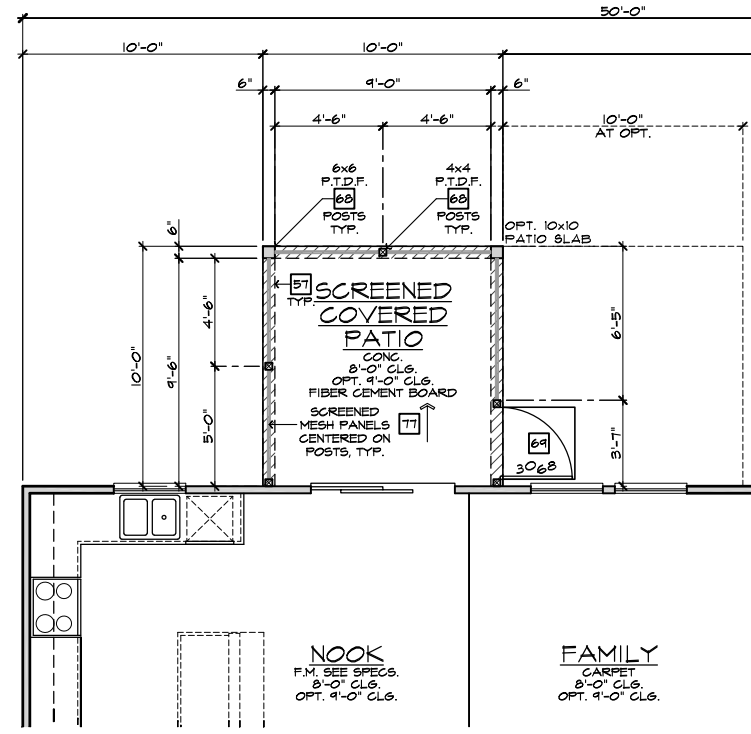 50'-0"
10'-0"
10'-0"
6"
9'-0"
6"
4'-6"
4'-6"
10'-0"
AT OPT.
6x6
P.T.D.F.
68
POSTS
TYP.
4x4
P.T.D.F.
68
POSTS
TYP.
OPT. 10x10
PATIO SLAB
6"
10'-0"
9'-6"
4'-6"
5'-0"
57
TYP.
SCREENED
COVERED
PATIO
CONC.
8'-0" CLG.
OPT. 9'-0" CLG.
FIBER CEMENT BOARD
SCREENED
MESH PANELS
CENTERED ON
POSTS, TYP.
77
6'-5"
3'-7"
69
3068
NOOK
F.M. SEE SPECS.
8'-0" CLG.
OPT. 9'-0" CLG.
FAMILY
CARPET
8'-0" CLG.
OPT. 9'-0" CLG.